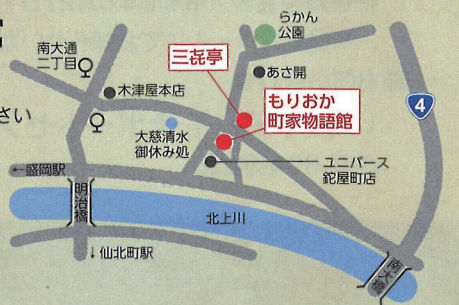 らかん
公園
南大通
二丁目
三㐂亭
あさ開
木津屋本店
4
もりおか
町家物語館
さい
大慈清水
御休み処
ユニバース
鉈屋町店
←盛岡駅
明治橋
北上川
↓仙北町駅
南大橋